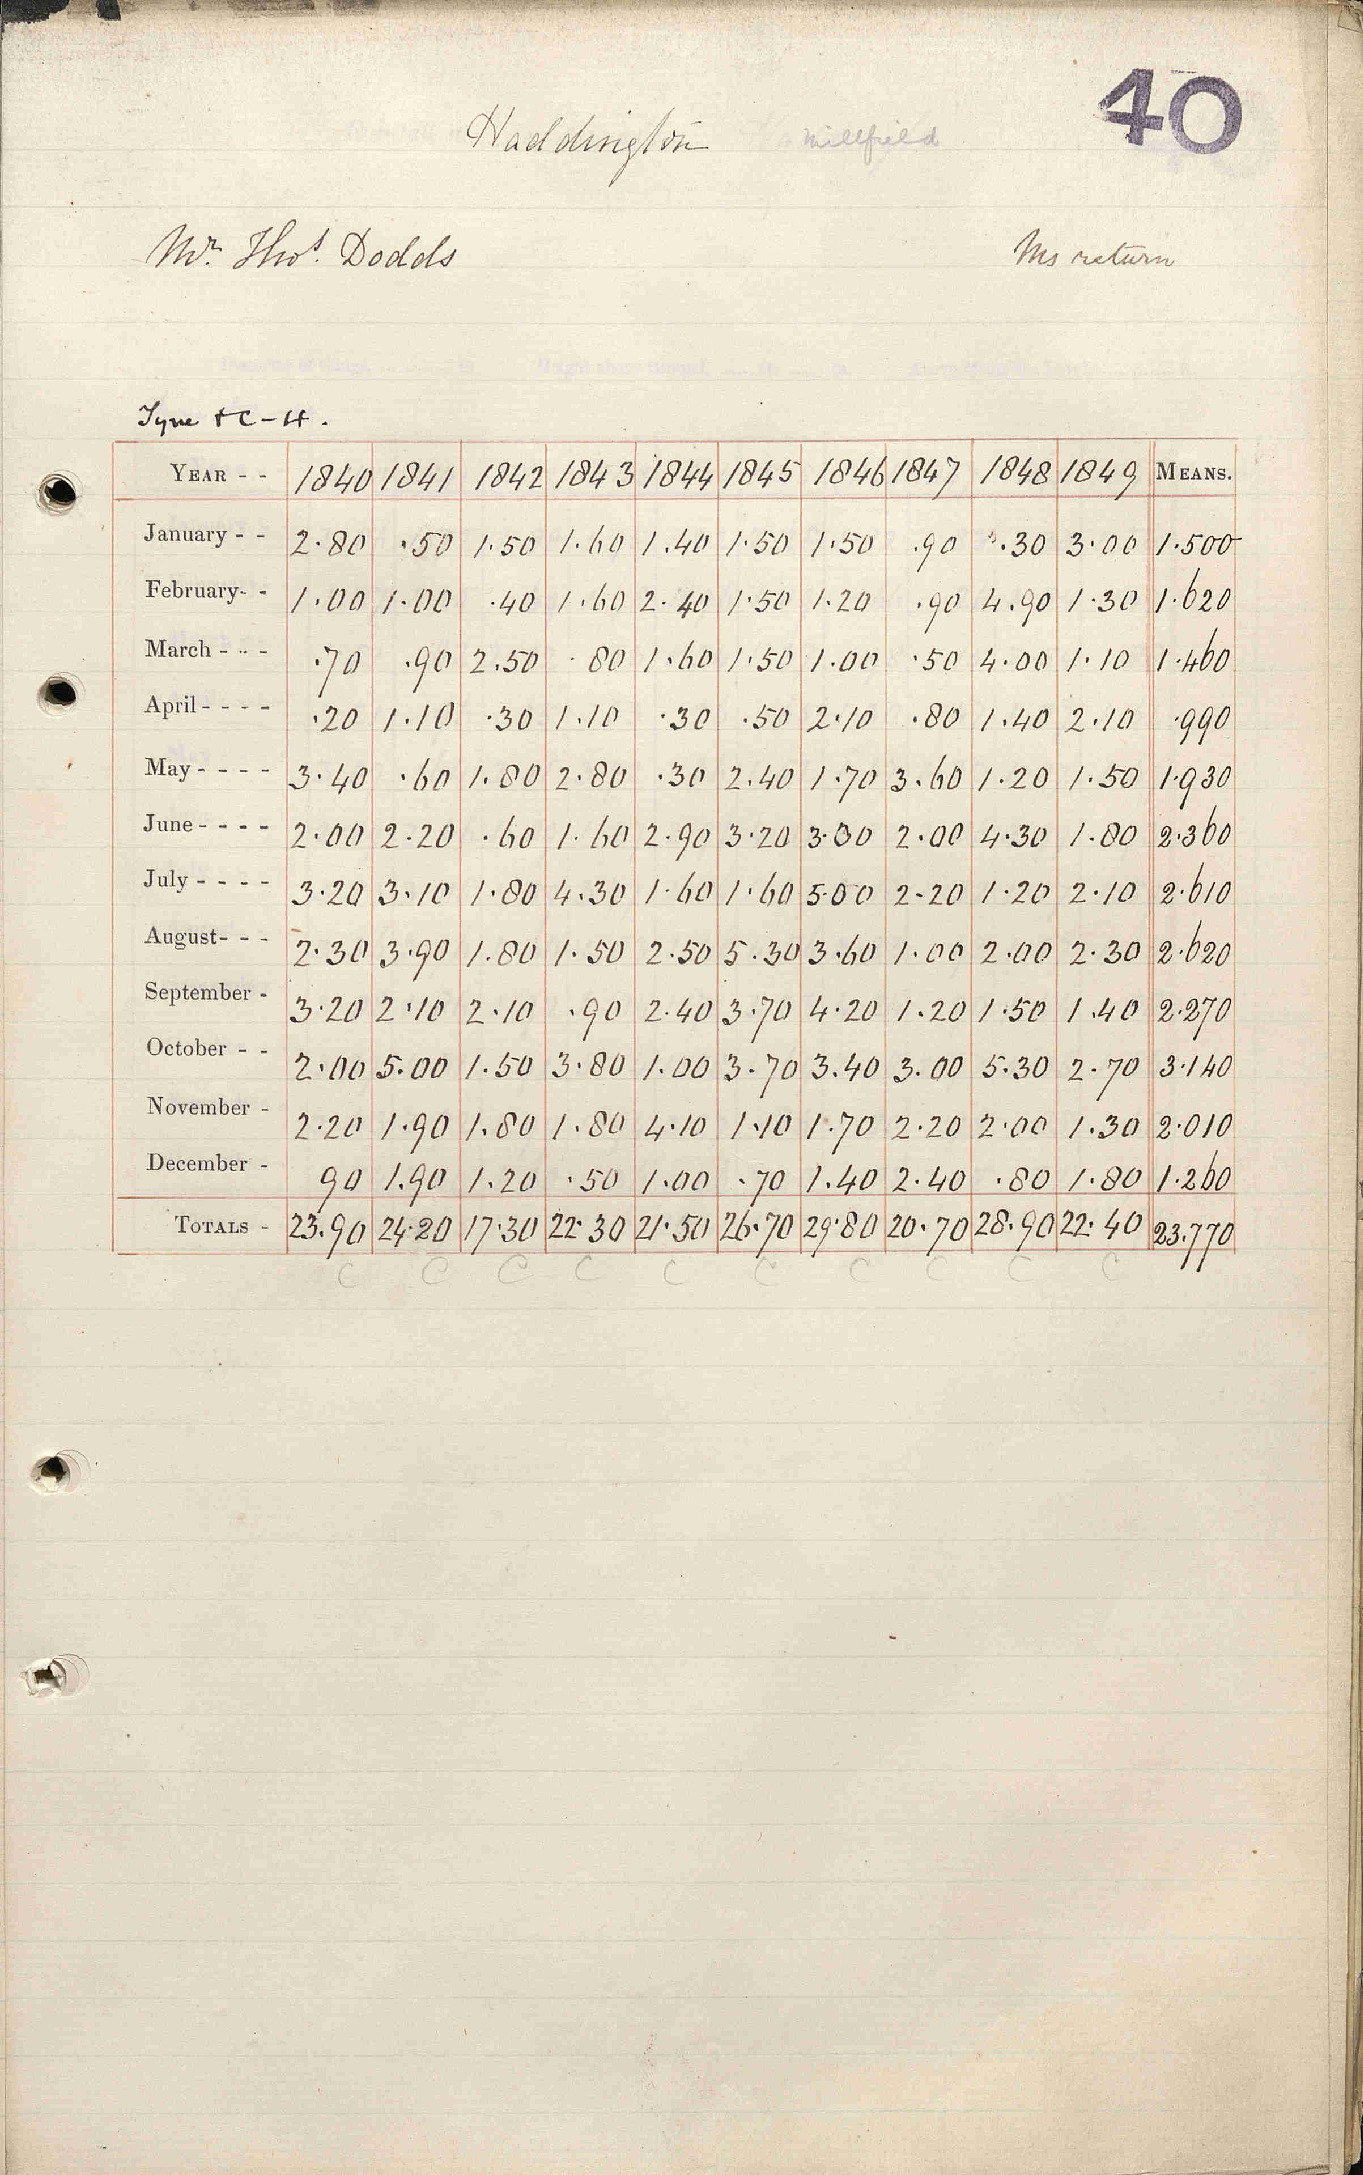 40
Haddington Millfield
Mr. Thos. Dodds Ms return
Tyne & C - H.
YEAR - - 1840 1841 1842 1843 1844 1845 1846 1847 1848 1849 MEANS.
January - - 2.80 .50 1.50 1.60 1.40 1.50 1.50 .90 .30 3.00 1.500
February- - 1.00 1.00 .40 1.60 2.40 1.50 1.20 .90 4.90 1.30 1.620
March - - - .70 .90 2.50 .80 1.60 1.50 1.00 .50 4.00 1.10 1.460
April - - - - .20 1.10 .30 1.10 .30 .50 2.10 .80 1.40 2.10 .990
May - - - - 3.40 .60 1.80 2.80 .30 2.40 1.70 3.60 1.20 1.50 1.930
June - - - - 2.00 2.20 .60 1.60 2.90 3.20 3.00 2.00 4.30 1.80 2.360
July - - - - 3.20 3.10 1.80 4.30 1.60 1.60 5.00 2.20 1.20 2.10 2.610
August- - - 2.30 3.90 1.80 1.50 2.50 5.30 3.60 1.00 2.00 2.30 2.620
September - 3.20 2.10 2.10 .90 2.40 3.70 4.20 1.20 1.50 1.40 2.270
October - - 2.00 5.00 1.50 3.80 1.00 3.70 3.40 3.00 5.30 2.70 3.140
November - 2.20 1.90 1.80 1.80 4.10 1.10 1.70 2.20 2.00 1.30 2.010
December - 90 1.90 1.20 .50 1.00 .70 1.40 2.40 .80 1.80 1.260
TOTALS - 23.90 24.20 17.30 22.30 21.50 26.70 29.80 20.70 28.90 22.40 23.770
C C C C C C C C C C